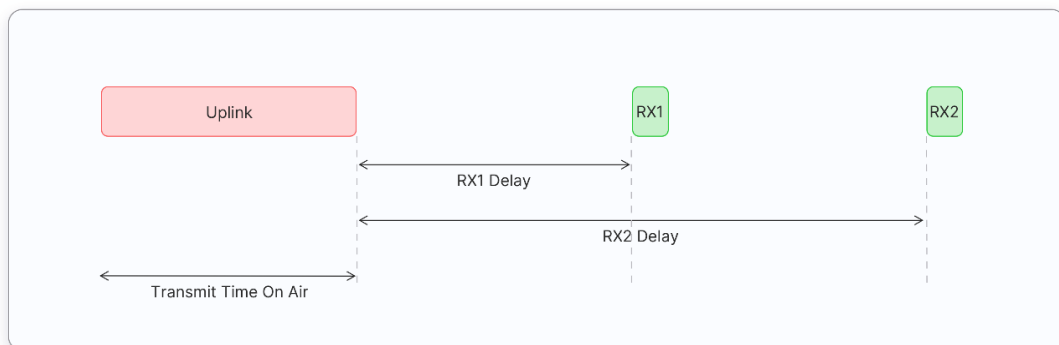 Uplink
RX1
RX2
RX1 Delay
RX2 Delay
Transmit Time On Air